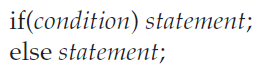 if(condition) statement;
else statement;